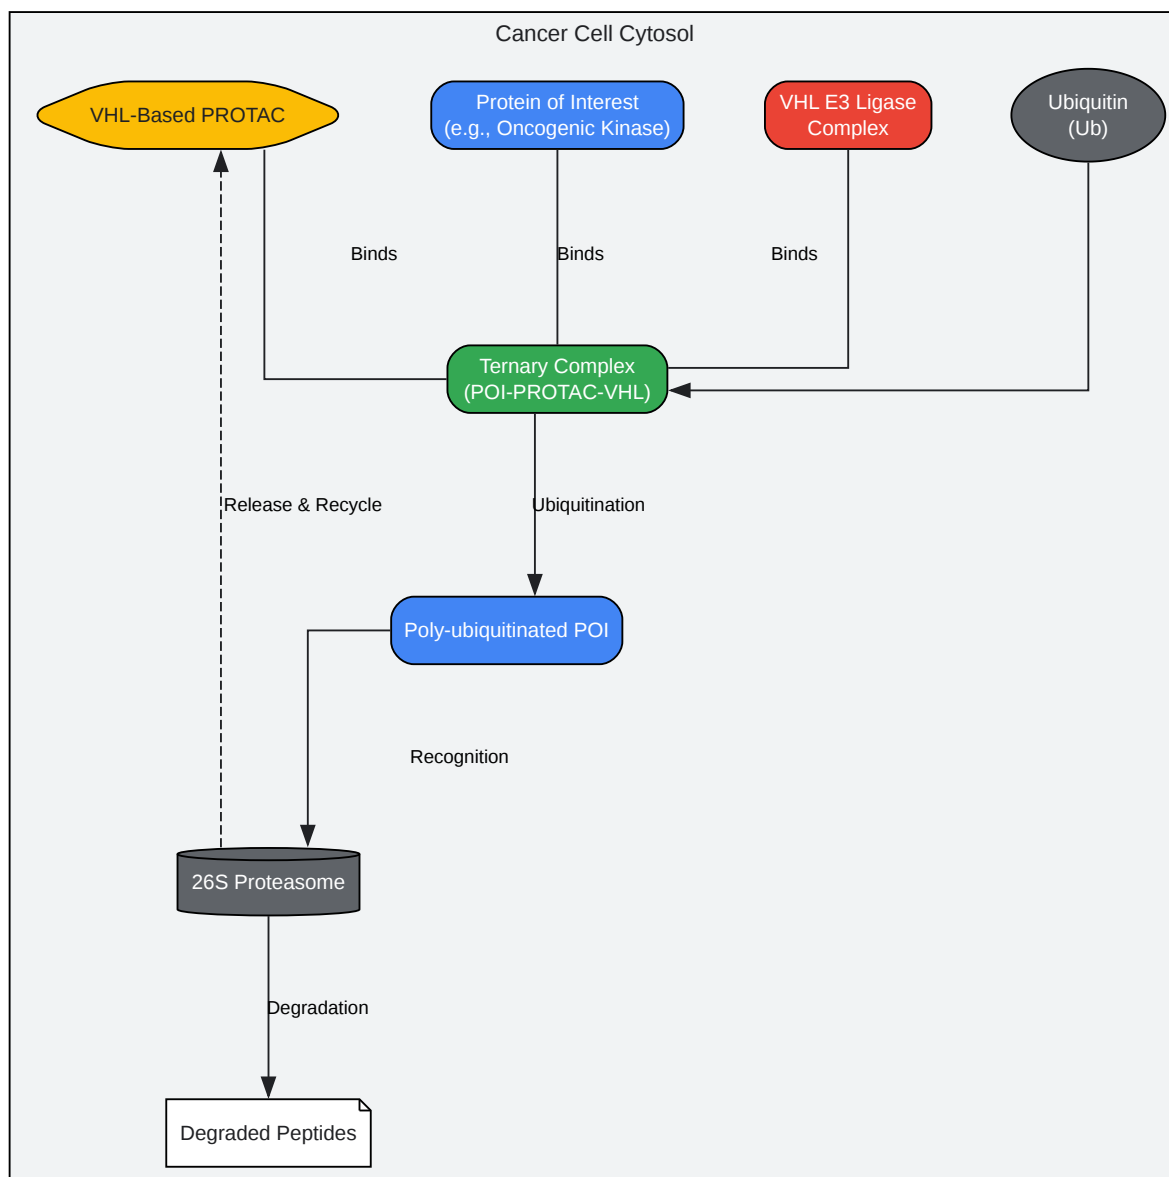 Cancer Cell Cytosol
VHL-Based PROTAC
Protein of Interest
(e.g., Oncogenic Kinase)
VHL E3 Ligase
Complex
Ubiquitin
(Ub)
Binds
Binds
Binds
Ternary Complex
(POI-PROTAC-VHL)
Release & Recycle
Ubiquitination
Poly-ubiquitinated POI
Recognition
26S Proteasome
Degradation
Degraded Peptides